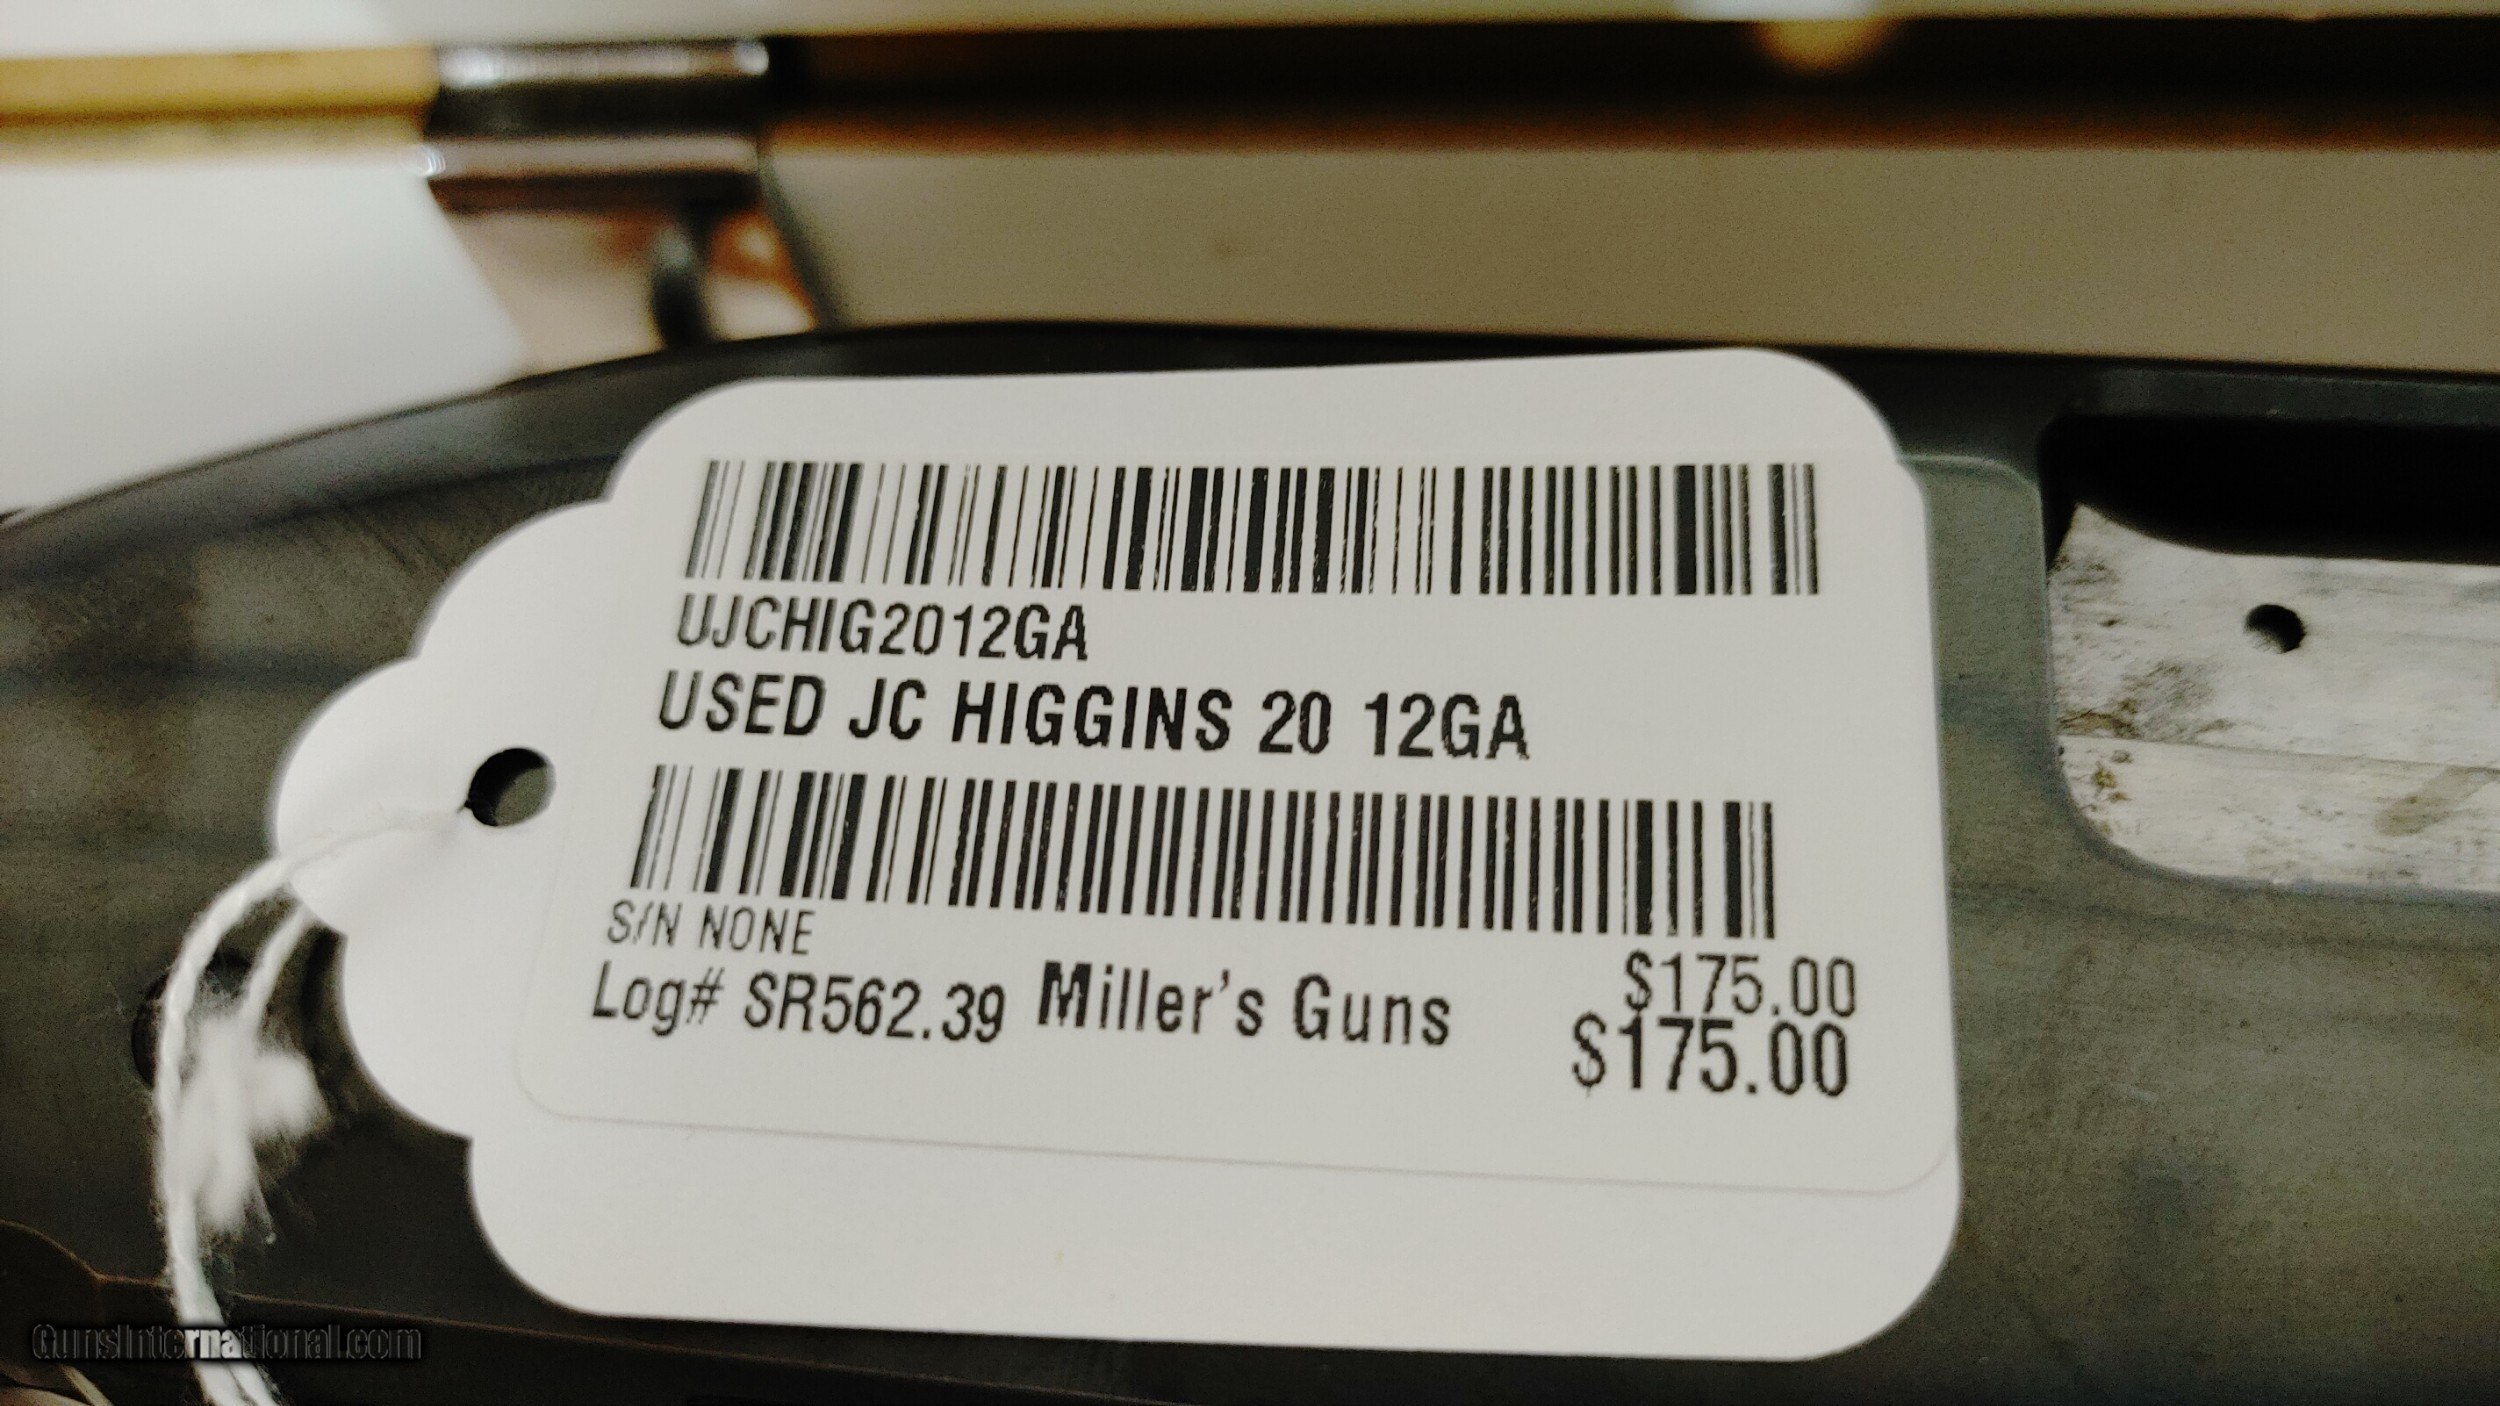 UJCHIG2012GA
USED JC HIGGINS 20 12GA
S/N NONE
$175.00
Log# SR562.39 Miller's Guns
$175.00
GunsInternational.com